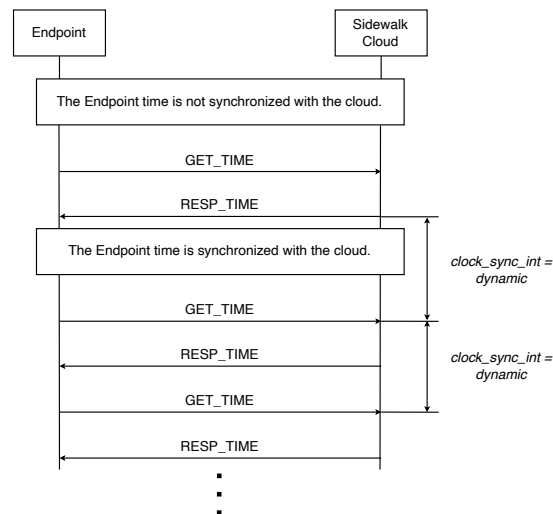 Endpoint
Sidewalk
Cloud
The Endpoint time is not synchronized with the cloud.
GET_TIME
RESP_TIME
The Endpoint time is synchronized with the cloud.
clock_sync_int =
dynamic
GET_TIME
RESP_TIME
clock_sync_int =
dynamic
GET_TIME
RESP_TIME